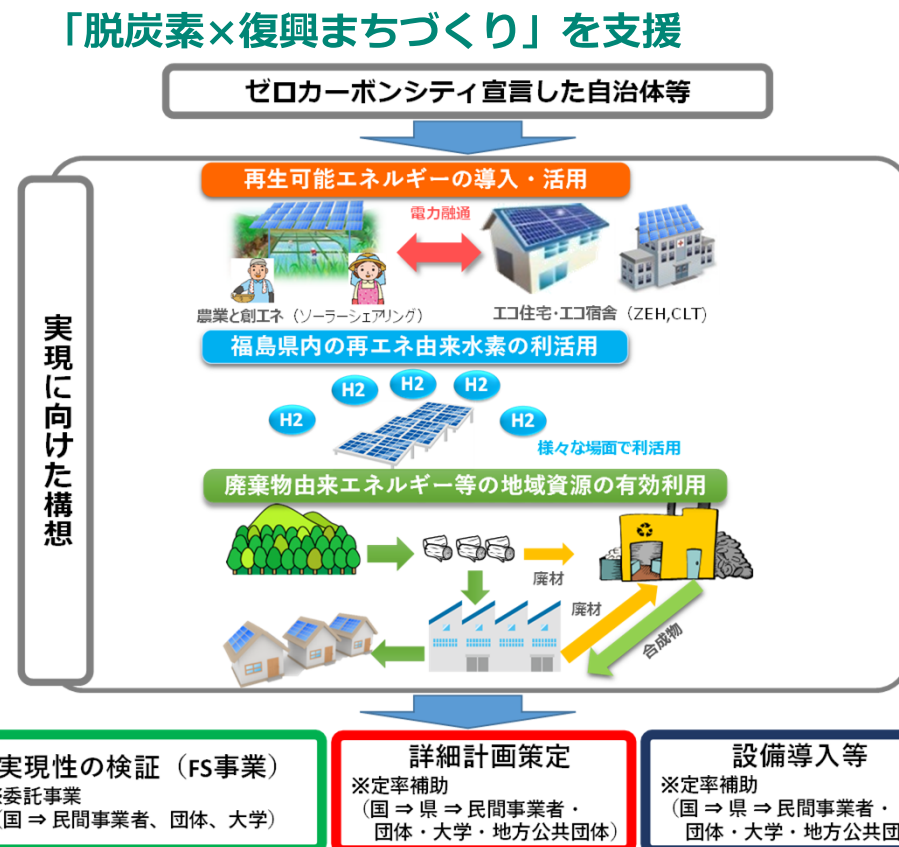 「脱炭素×復興まちづくり」を支援
ゼロカーボンシティ宣言した自治体等
実現に向けた構想
再生可能エネルギーの導入・活用
電力融通
農業と創エネ（ソーラーシェアリング）
エコ住宅・エコ宿舎（ZEH,CLT）
福島県内の再エネ由来水素の利活用
H2
H2
H2
H2
H2
様々な場面で利活用
廃棄物由来エネルギー等の地域資源の有効利用
廃材
廃材
合成物
実現性の検証（FS事業）
※委託事業
（国 ⇒ 民間事業者、団体、大学）
詳細計画策定
※定率補助
（国 ⇒ 県 ⇒ 民間事業者・
団体・大学・地方公共団体）
設備導入等
※定率補助
（国 ⇒ 県 ⇒ 民間事業者・
団体・大学・地方公共団